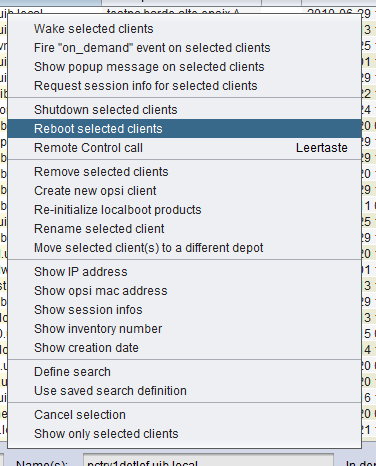 Wake selected clients
Fire "on_demand" event on selected clients
Show popup message on selected clients
Request session info for selected clients
Shutdown selected clients
Reboot selected clients
Remote Control call Leertaste
Remove selected clients
Create new opsi client
Re-initialize localboot products
Rename selected client
Move selected client(s) to a different depot
Show IP address
Show opsi mac address
Show session infos
Show inventory number
Show creation date
Define search
Use saved search definition
Cancel selection
Show only selected clients
Name(s): pctry1detlef.uib.local